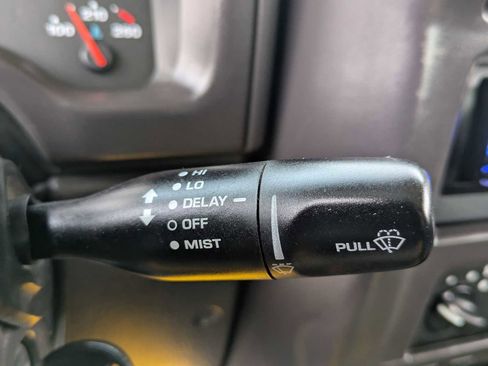 100 210 260
HI
LO
DELAY
OFF
MIST
PULL